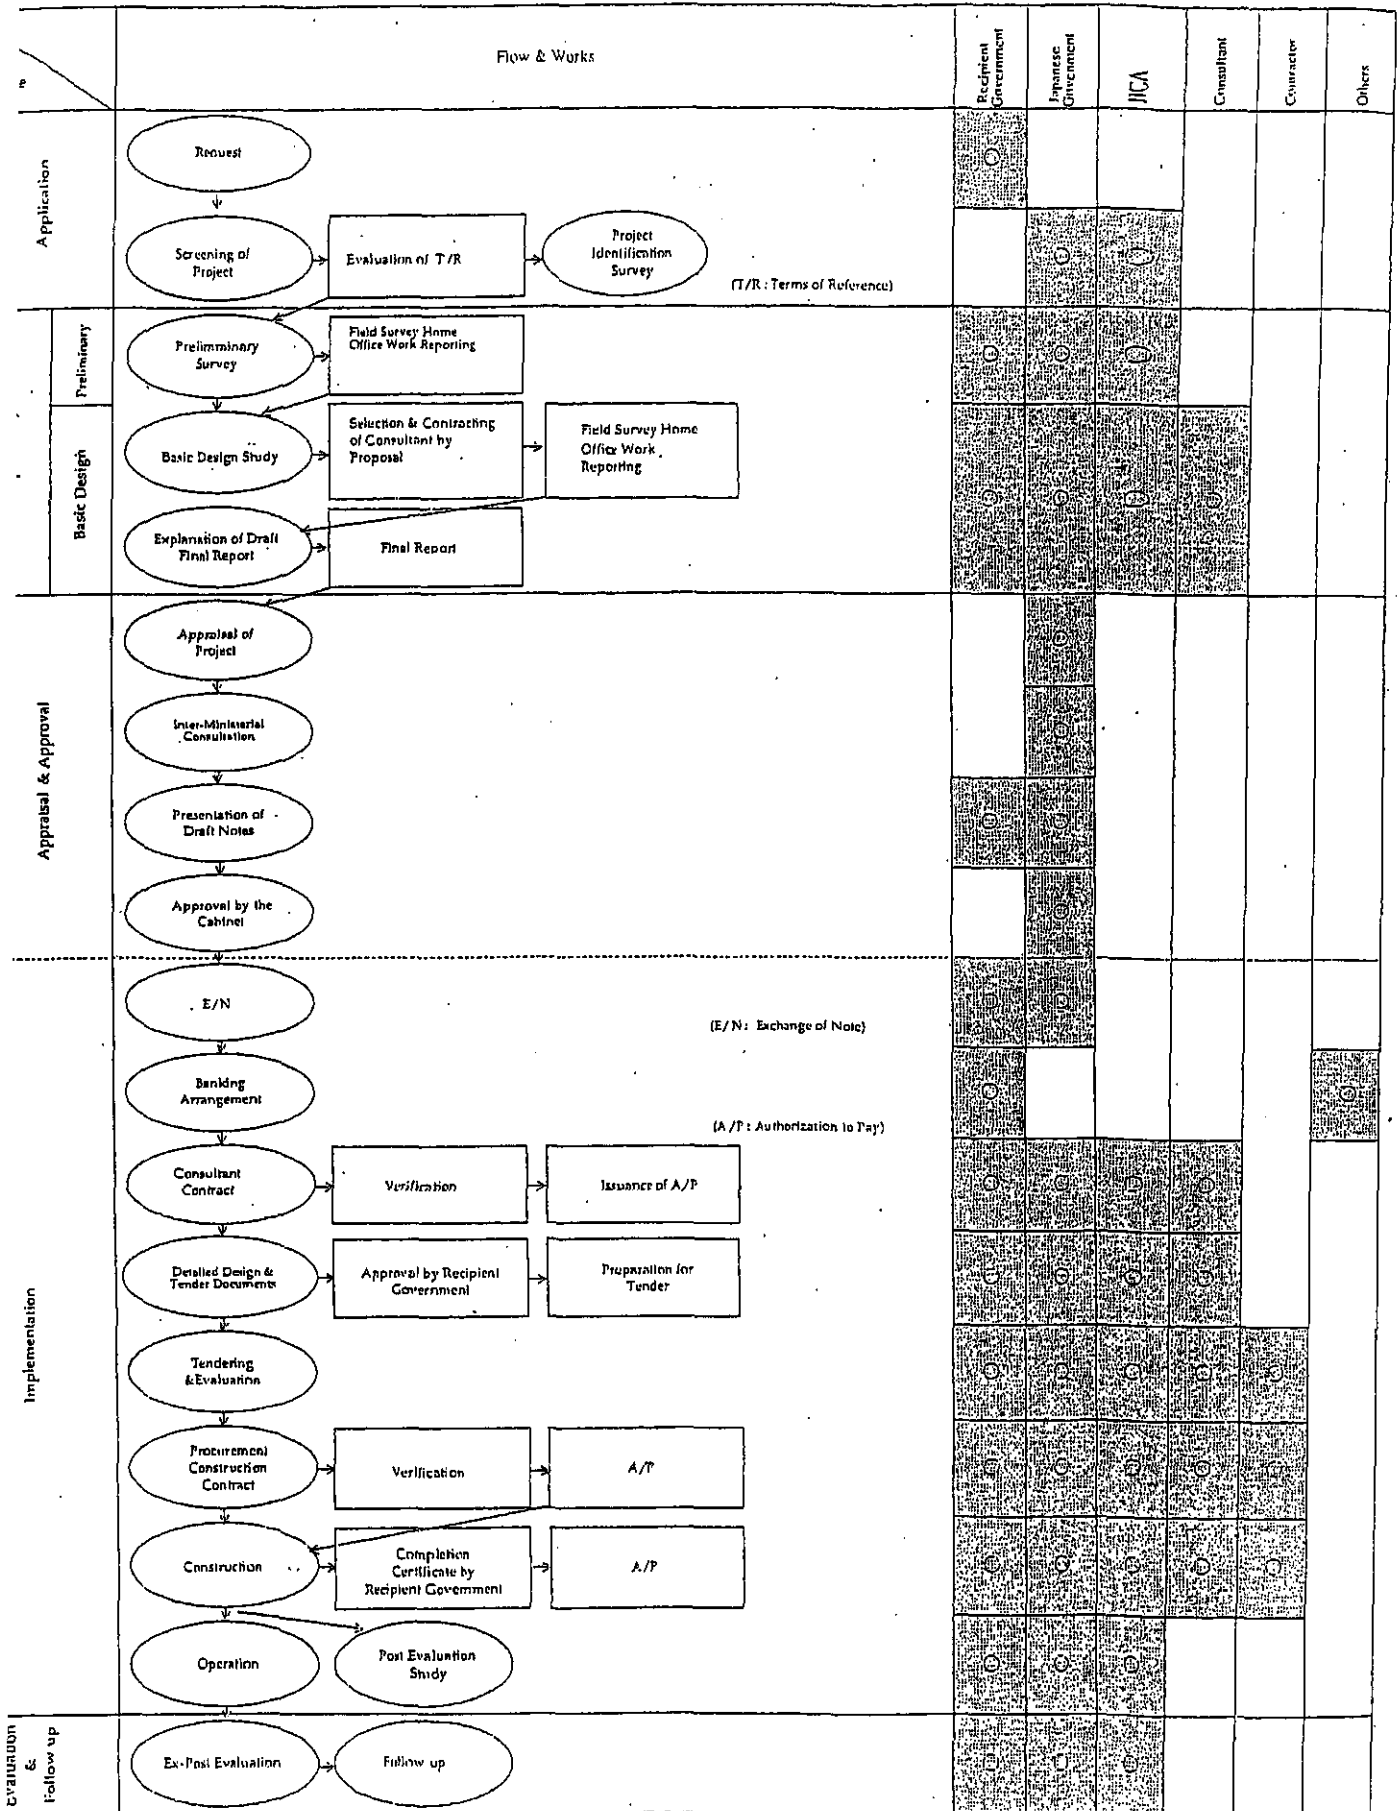 Flow & Works
Recipient
Government
Japanese
Government
JICA
Consultant
Contractor
Others
Application
Request
Screening of
Project
Evaluation of T/R
Project
Identification
Survey
(T/R : Terms of Reference)
Preliminary
Prelimminary
Survey
Field Survey Home
Office Work Reporting
Basic Design
Basic Design Study
Selection & Contracting
of Consultant by
Proposal
Field Survey Home
Office Work
Reporting
Explanation of Draft
Final Report
Final Report
Appraisal & Approval
Appraisal of
Project
Inter-Ministerial
Consultation
Presentation of
Draft Notes
Approval by the
Cabinet
Implementation
E/N
(E/N : Exchange of Note)
Banking
Arrangement
(A/P : Authorization to Pay)
Consultant
Contract
Verification
Issuance of A/P
Detailed Design &
Tender Documents
Approval by Recipient
Government
Preparation for
Tender
Tendering
& Evaluation
Procurement
Construction
Contract
Verification
A/P
Construction
Completion
Certificate by
Recipient Government
A/P
Operation
Post Evaluation
Study
Evaluation
&
Follow up
Ex-Post Evaluation
Follow up